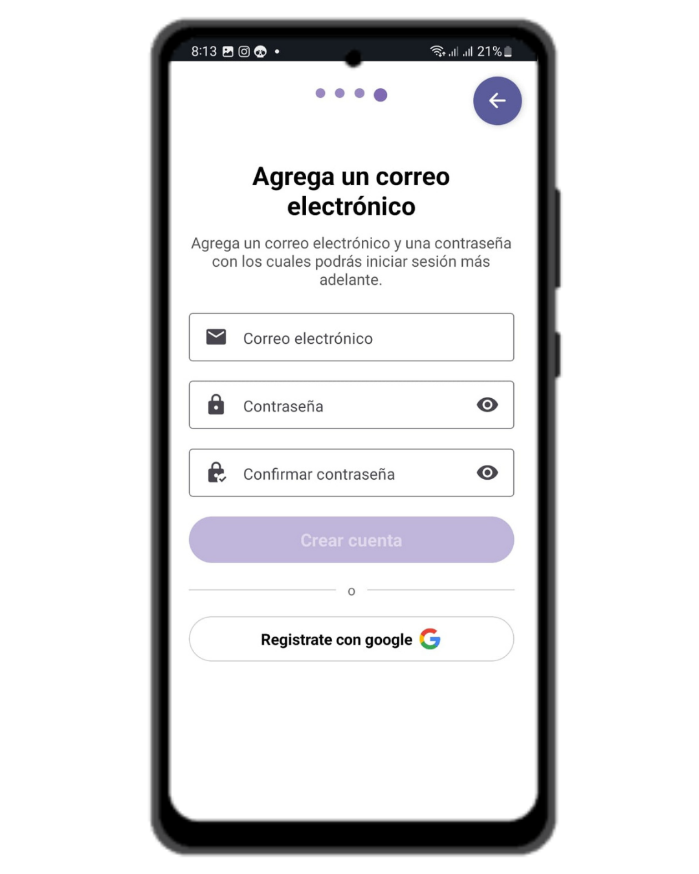 8:13
21%
Agrega un correo
electrónico
Agrega un correo electrónico y una contraseña
con los cuales podrás iniciar sesión más
adelante.
Correo electrónico
Contraseña
Confirmar contraseña
Crear cuenta
o
Registrate con google